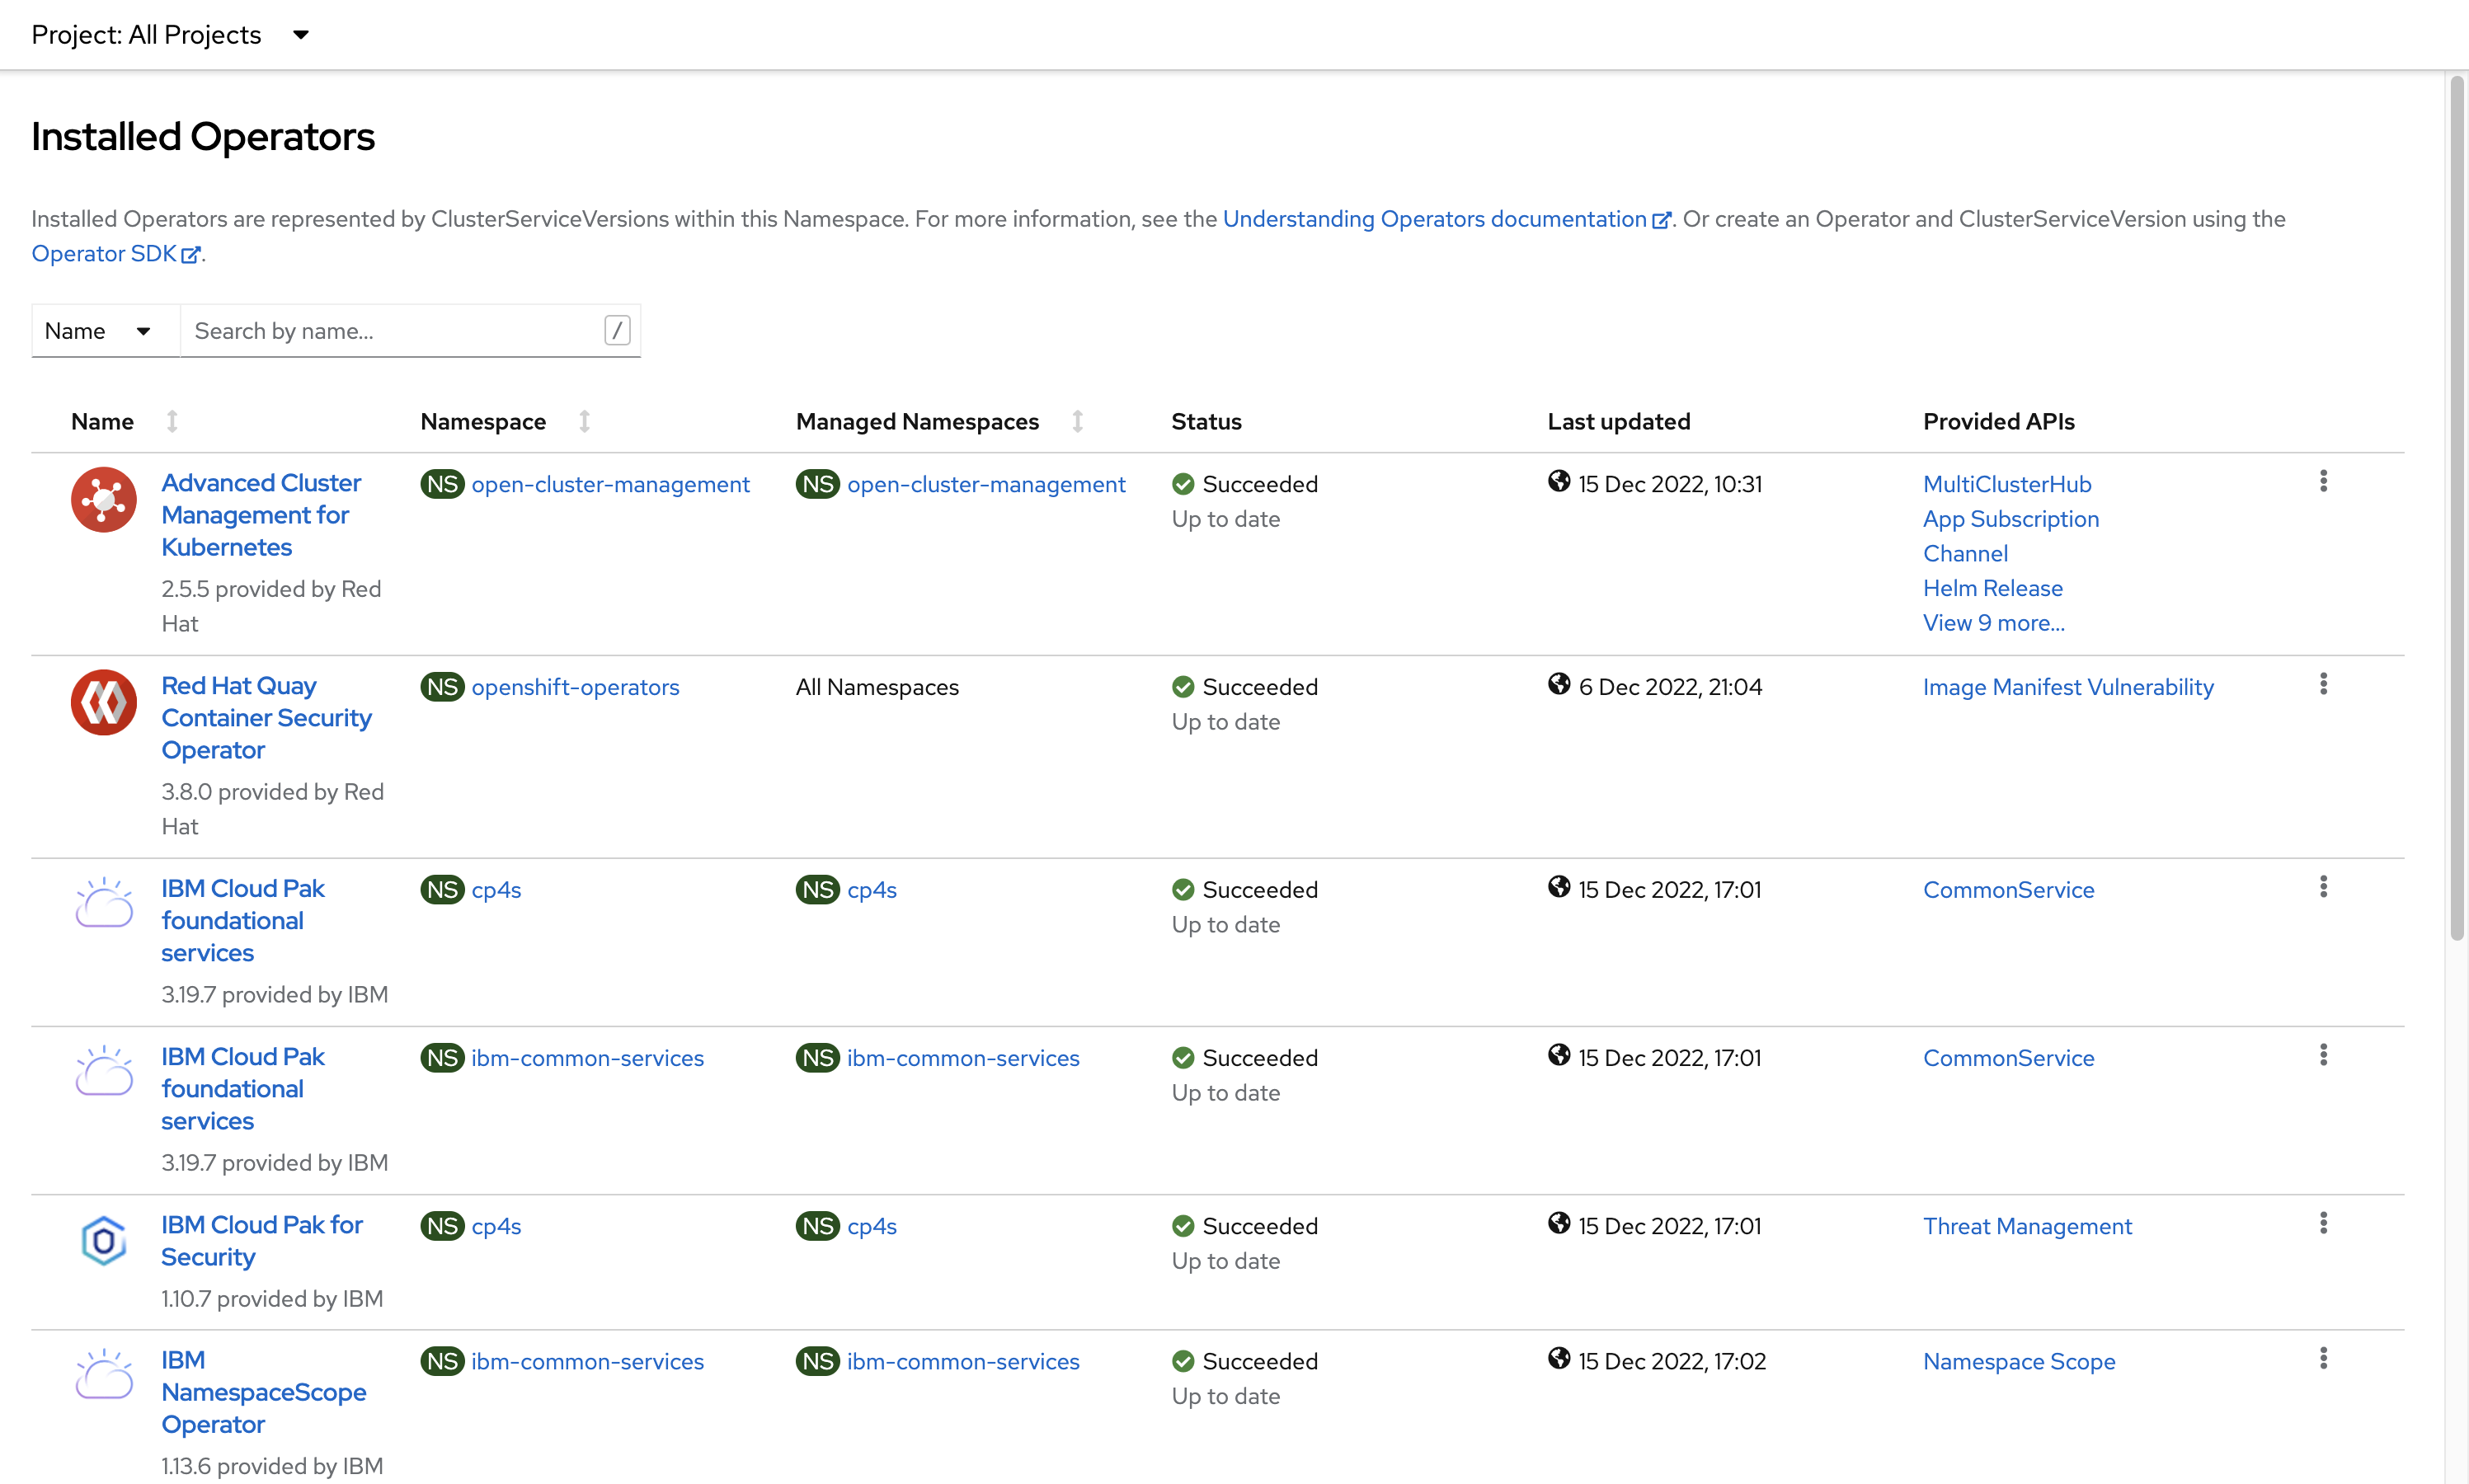 Project: All Projects
Installed Operators
Installed Operators are represented by ClusterServiceVersions within this Namespace. For more information, see the Understanding Operators documentation. Or create an Operator and ClusterServiceVersion using the
Operator SDK.
Name Search by name... /
Name Namespace Managed Namespaces Status Last updated Provided APIs
Advanced Cluster
Management for
Kubernetes
2.5.5 provided by Red
Hat
NS open-cluster-management
NS open-cluster-management
Succeeded
Up to date
15 Dec 2022, 10:31
MultiClusterHub
App Subscription
Channel
Helm Release
View 9 more...
Red Hat Quay
Container Security
Operator
3.8.0 provided by Red
Hat
NS openshift-operators
All Namespaces
Succeeded
Up to date
6 Dec 2022, 21:04
Image Manifest Vulnerability
IBM Cloud Pak
foundational
services
3.19.7 provided by IBM
NS cp4s
NS cp4s
Succeeded
Up to date
15 Dec 2022, 17:01
CommonService
IBM Cloud Pak
foundational
services
3.19.7 provided by IBM
NS ibm-common-services
NS ibm-common-services
Succeeded
Up to date
15 Dec 2022, 17:01
CommonService
IBM Cloud Pak for
Security
1.10.7 provided by IBM
NS cp4s
NS cp4s
Succeeded
Up to date
15 Dec 2022, 17:01
Threat Management
IBM
NamespaceScope
Operator
1.13.6 provided by IBM
NS ibm-common-services
NS ibm-common-services
Succeeded
Up to date
15 Dec 2022, 17:02
Namespace Scope